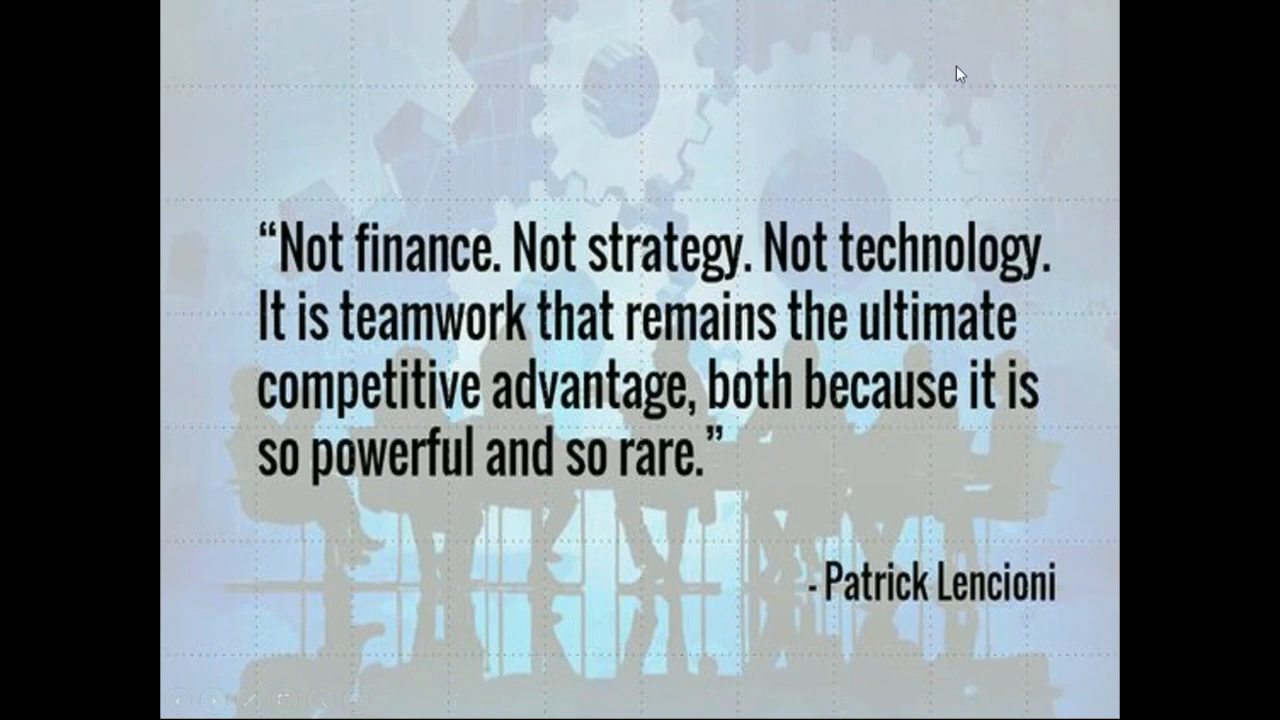 “Not finance. Not strategy. Not technology.
It is teamwork that remains the ultimate
competitive advantage, both because it is
so powerful and so rare.”
- Patrick Lencioni